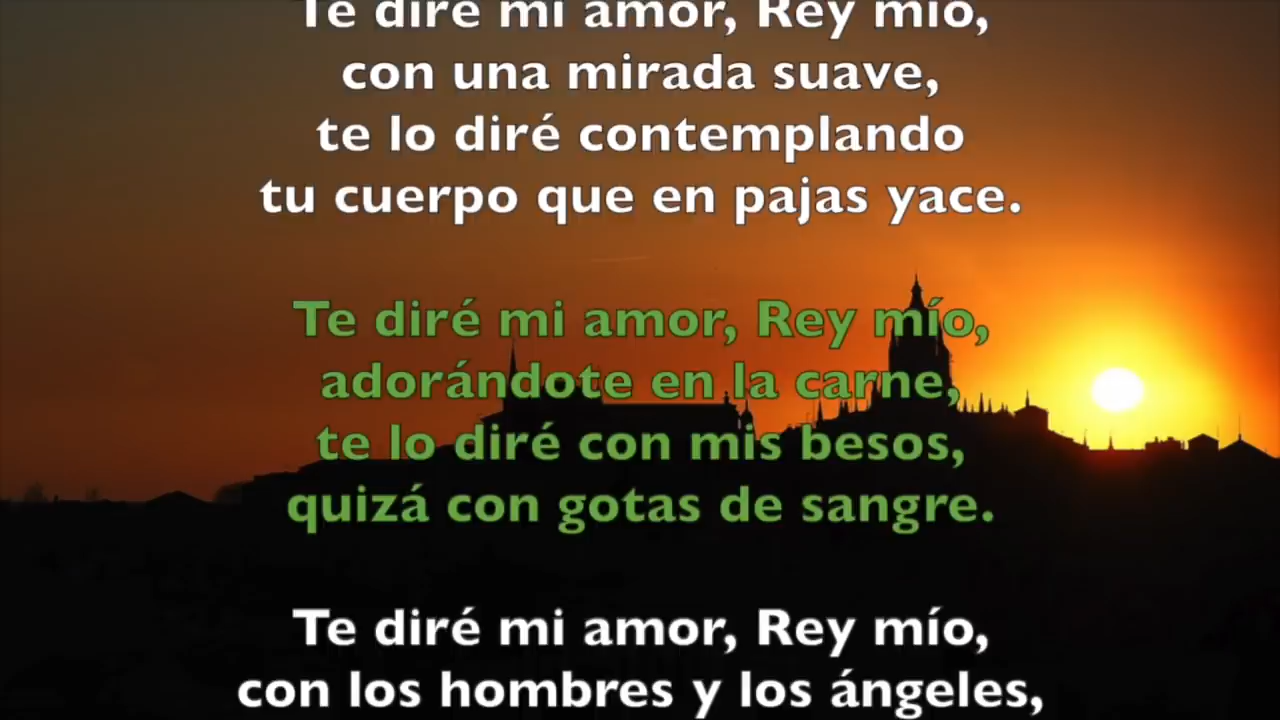 Te diré mi amor, Rey mío,
con una mirada suave,
te lo diré contemplando
tu cuerpo que en pajas yace.
Te diré mi amor, Rey mío,
adorándote en la carne,
te lo diré con mis besos,
quizá con gotas de sangre.
Te diré mi amor, Rey mío,
con los hombres y los ángeles,